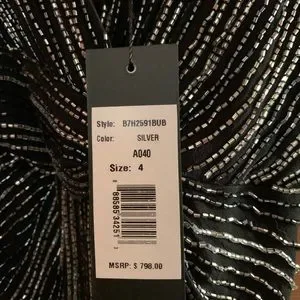 Style: B7H2591BUB
Color: SILVER
A040
Size: 4
MSRP: $ 798.00